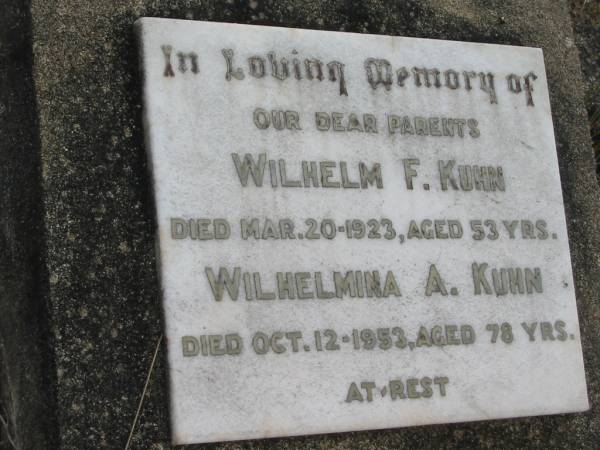 In Loving Memory of
OUR DEAR PARENTS
WILHELM F. KUHN
DIED MAR. 20-1923, AGED 53 YRS.
WILHELMINA A. KUHN
DIED OCT. 12-1953, AGED 78 YRS.
AT-REST